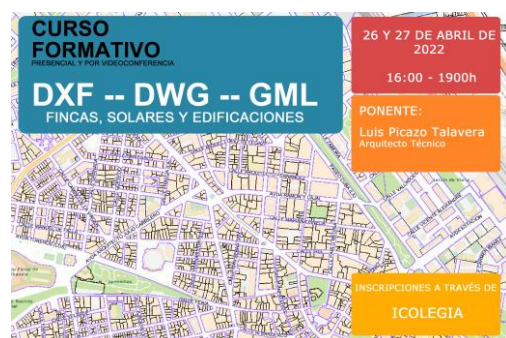 CURSO
FORMATIVO
PRESENCIAL Y POR VIDEOCONFERENCIA
DXF -- DWG -- GML
FINCAS, SOLARES Y EDIFICACIONES
26 Y 27 DE ABRIL DE
2022
16:00 - 1900h
PONENTE:
Luis Picazo Talavera
Arquitecto Técnico
INSCRIPCIONES A TRAVÉS DE
ICOLEGIA